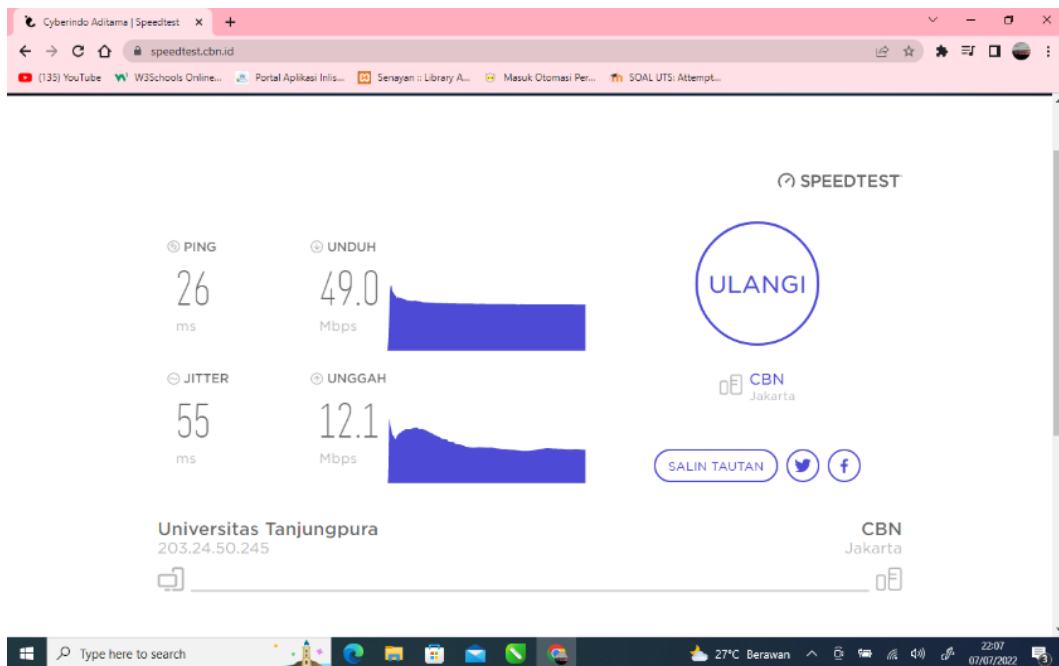 Cyberindo Aditama | Speedtest
speedtest.cbn.id
(135) YouTube
W3Schools Online...
Portal Aplikasi Inlis...
Senayan :: Library A...
Masuk Otomasi Per...
SOAL UTS: Attempt...
SPEEDTEST
PING
UNDUH
26
49.0
ms
Mbps
ULANGI
JITTER
UNGGAH
55
12.1
ms
Mbps
CBN
Jakarta
SALIN TAUTAN
Universitas Tanjungpura
203.24.50.245
CBN
Jakarta
Type here to search
27°C Berawan
22:07
07/07/2022